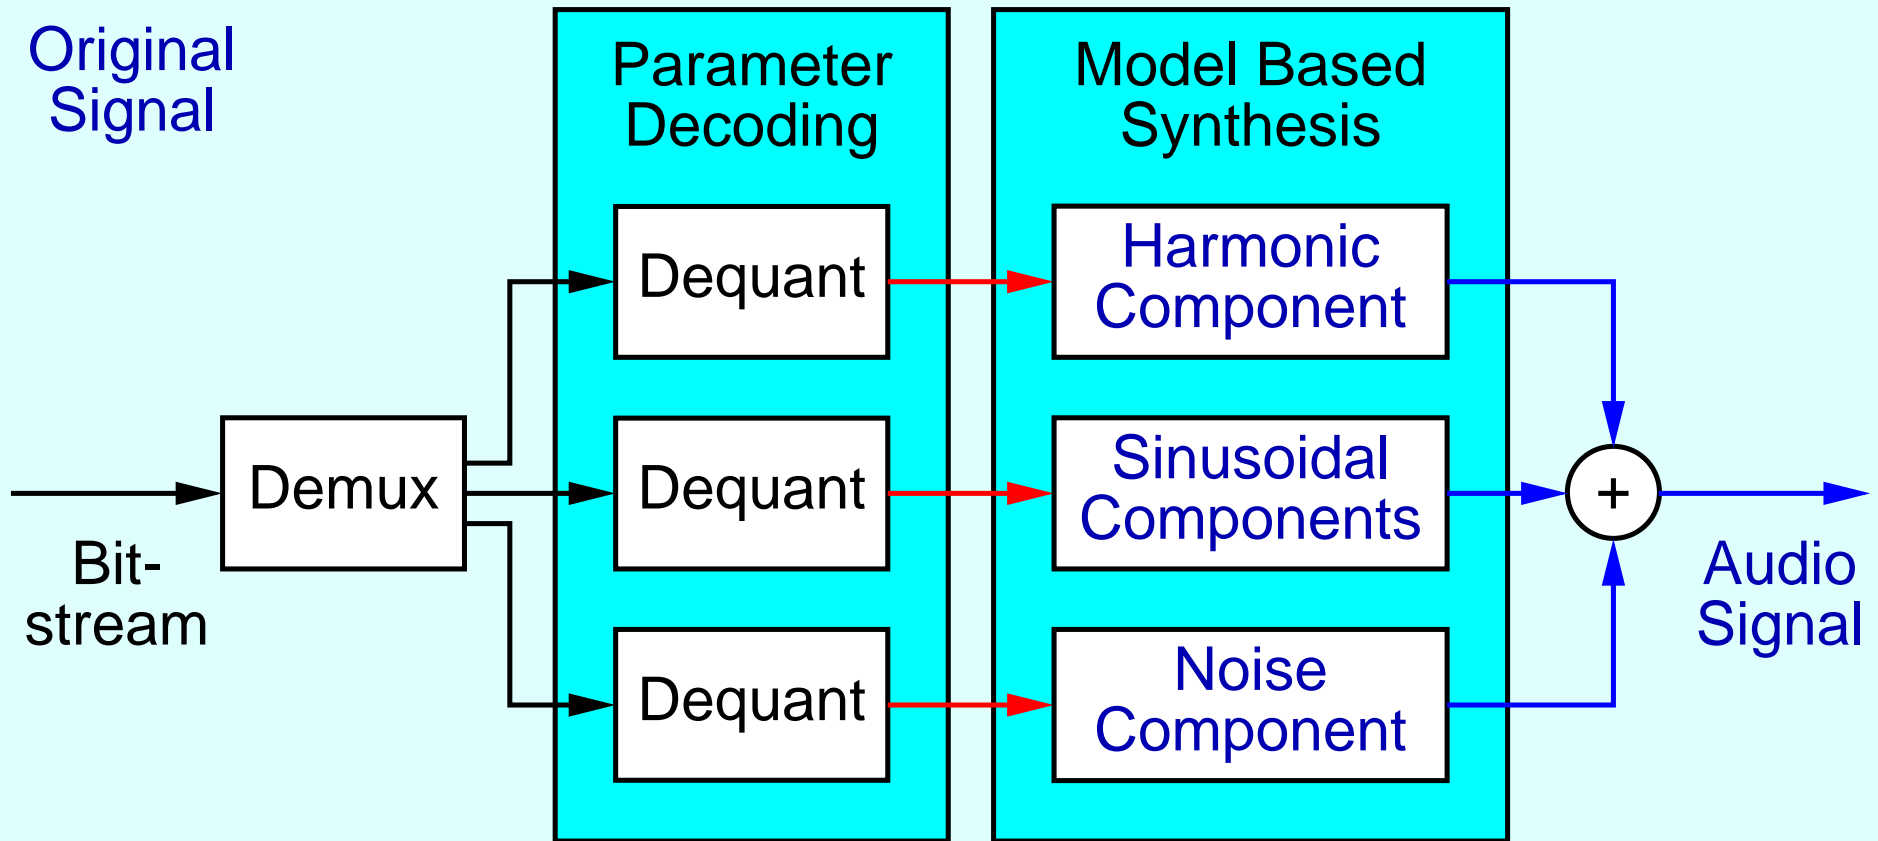 Original
Signal
Parameter
Decoding
Model Based
Synthesis
Dequant
Harmonic
Component
Demux
Dequant
Sinusoidal
Components
+
Bit-
stream
Audio
Signal
Dequant
Noise
Component